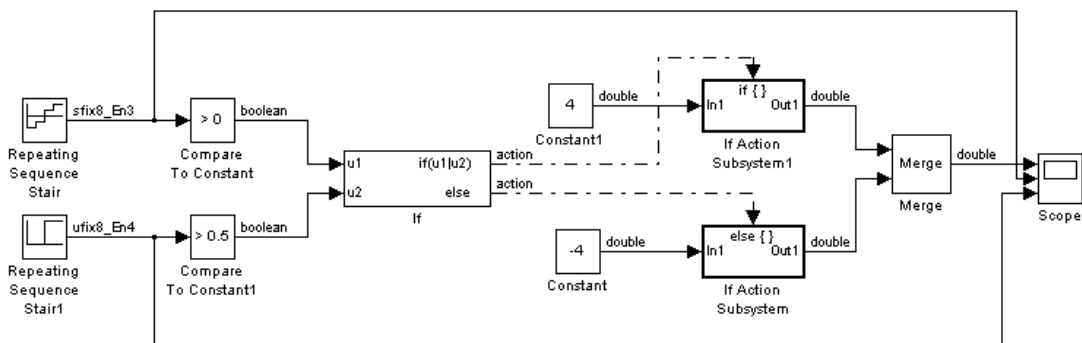 sfix8_En3
Repeating
Sequence
Stair
> 0
Compare
To Constant
boolean
ufix8_En4
Repeating
Sequence
Stair1
> 0.5
Compare
To Constant1
boolean
u1
if(u1|u2)
u2
else
If
action
action
4
Constant1
double
if { }
In1
Out1
If Action
Subsystem1
double
-4
Constant
double
else { }
In1
Out1
If Action
Subsystem
double
Merge
Merge
double
Scope